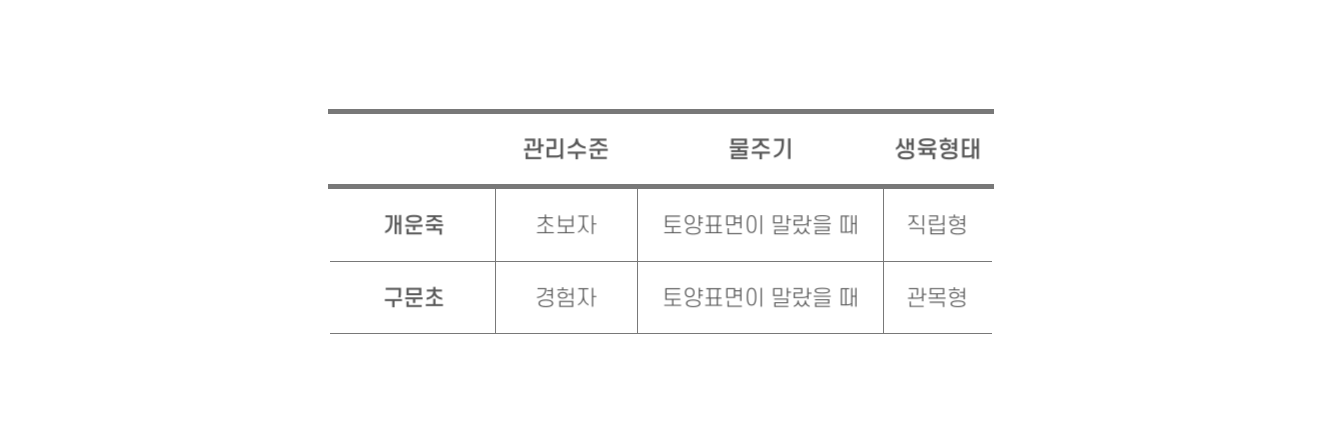 관리수준 물주기 생육형태
개운죽 초보자 토양표면이 말랐을 때 직립형
구문초 경험자 토양표면이 말랐을 때 관목형